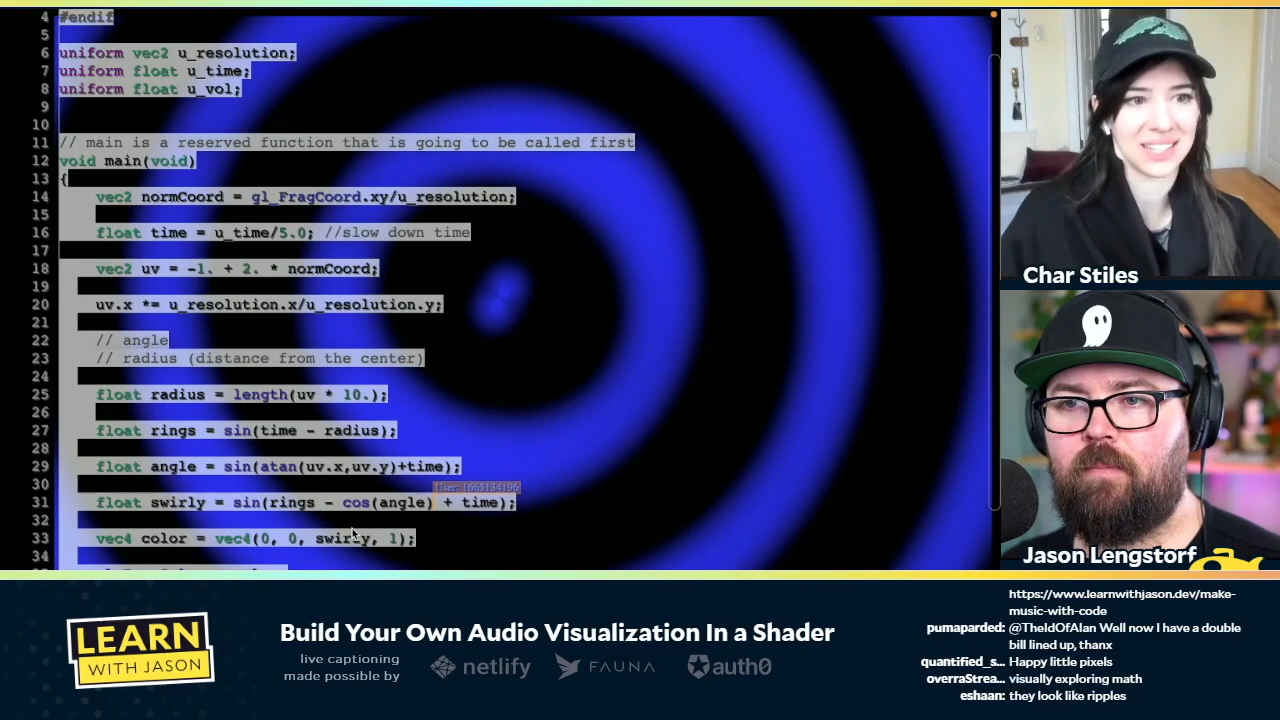 4 #endif
5
6 uniform vec2 u_resolution;
7 uniform float u_time;
8 uniform float u_vol;
9
10
11 // main is a reserved function that is going to be called first
12 void main(void)
13 {
14 vec2 normCoord = gl_FragCoord.xy/u_resolution;
15
16 float time = u_time/5.0; //slow down time
17
18 vec2 uv = -1. + 2. * normCoord;
19
20 uv.x *= u_resolution.x/u_resolution.y;
21
22 // angle
23 // radius (distance from the center)
24
25 float radius = length(uv * 10.);
26
27 float rings = sin(time - radius);
28
29 float angle = sin(atan(uv.x,uv.y)+time);
30
User: 1665134196
31 float swirly = sin(rings - cos(angle) + time);
32
33 vec4 color = vec4(0, 0, swirly, 1);
34
Char Stiles
Jason Lengstorf
LEARN
WITH JASON
Build Your Own Audio Visualization In a Shader
live captioning
made possible by
netlify
FAUNA
auth0
https://www.learnwithjason.dev/make-
music-with-code
pumaparded: @TheIdOfAlan Well now I have a double
bill lined up, thanx
quantified_s... Happy little pixels
overraStrea... visually exploring math
eshaan: they look like ripples